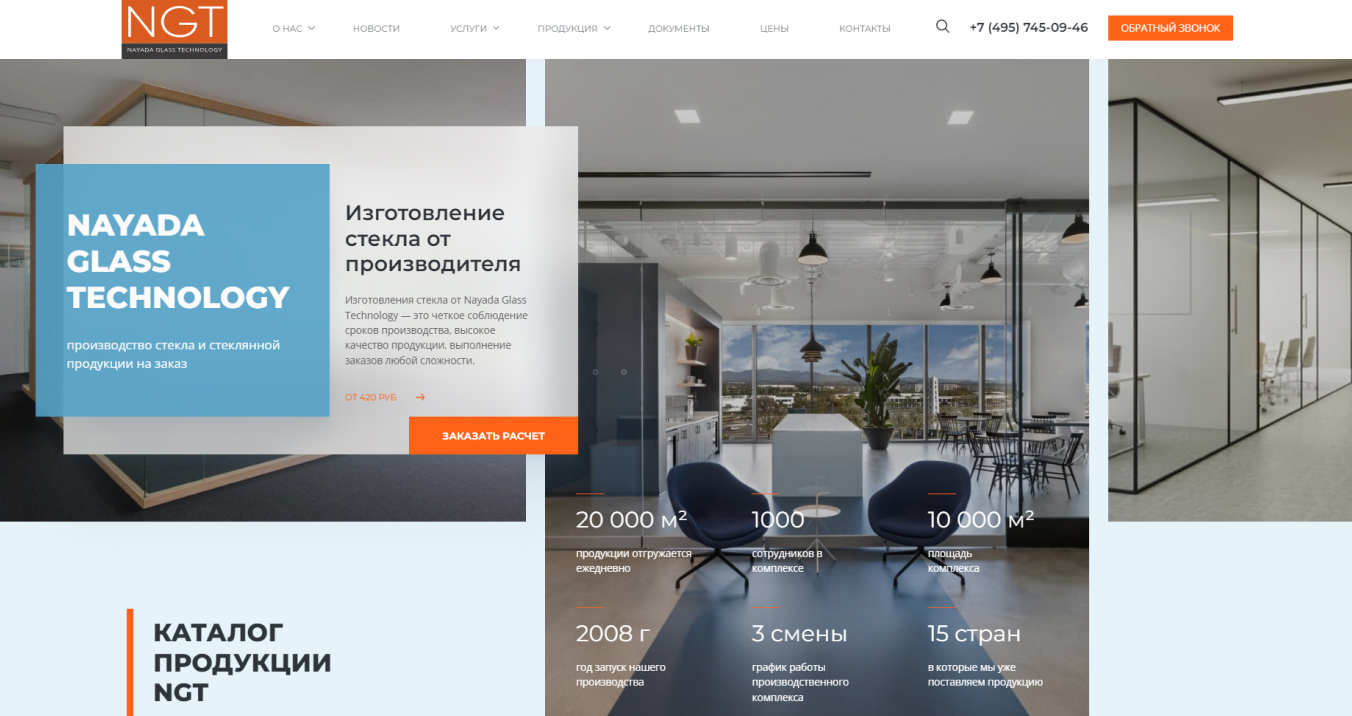 NGT
NAYADA GLASS TECHNOLOGY
О НАС
НОВОСТИ
УСЛУГИ
ПРОДУКЦИЯ
ДОКУМЕНТЫ
ЦЕНЫ
КОНТАКТЫ
+7 (495) 745-09-46
ОБРАТНЫЙ ЗВОНОК
NAYADA
GLASS
TECHNOLOGY
производство стекла и стеклянной
продукции на заказ
Изготовление
стекла от
производителя
Изготовления стекла от Nayada Glass
Technology — это четкое соблюдение
сроков производства, высокое
качество продукции, выполнение
заказов любой сложности.
ОТ 420 РУБ →
ЗАКАЗАТЬ РАСЧЕТ
20 000 м²
продукции отгружается
ежедневно
1000
сотрудников в
комплексе
10 000 м²
площадь
комплекса
2008 г
год запуск нашего
производства
3 смены
график работы
производственного
комплекса
15 стран
в которые мы уже
поставляем продукцию
КАТАЛОГ
ПРОДУКЦИИ
NGT